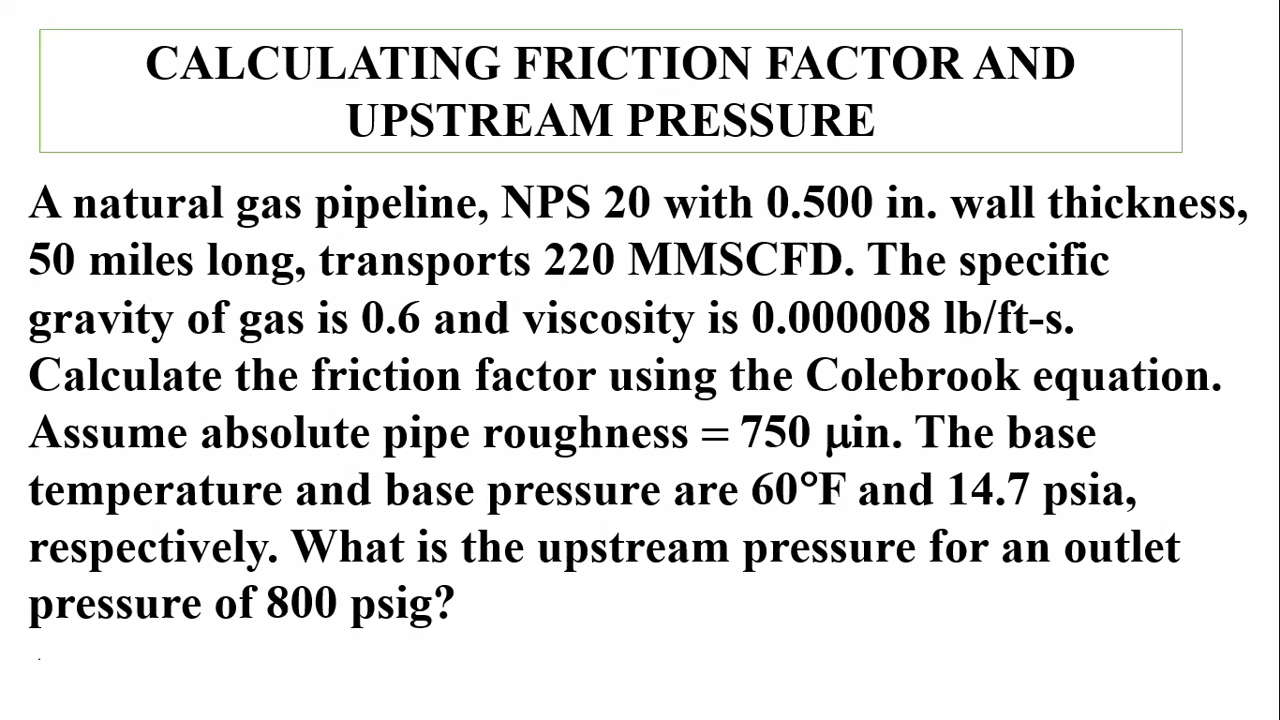 CALCULATING FRICTION FACTOR AND
UPSTREAM PRESSURE
A natural gas pipeline, NPS 20 with 0.500 in. wall thickness,
50 miles long, transports 220 MMSCFD. The specific
gravity of gas is 0.6 and viscosity is 0.000008 lb/ft-s.
Calculate the friction factor using the Colebrook equation.
Assume absolute pipe roughness = 750 μin. The base
temperature and base pressure are 60°F and 14.7 psia,
respectively. What is the upstream pressure for an outlet
pressure of 800 psig?
.